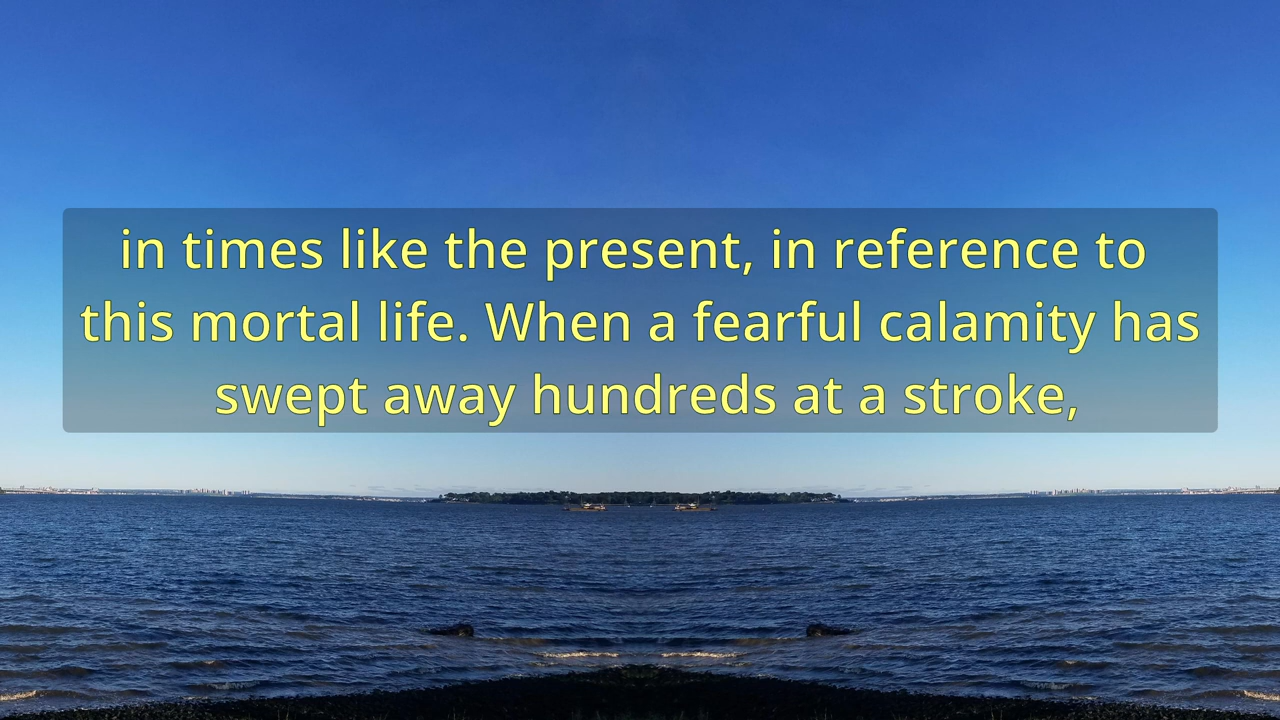 in times like the present, in reference to
this mortal life. When a fearful calamity has
swept away hundreds at a stroke,